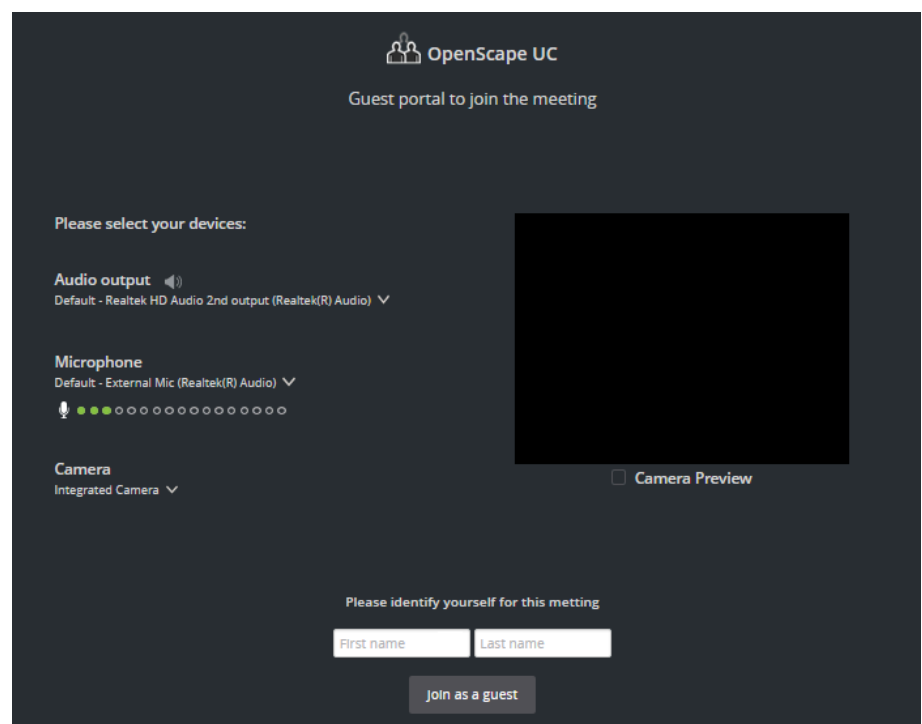 OpenScape UC
Guest portal to join the meeting
Please select your devices:
Audio output
Default - Realtek HD Audio 2nd output (Realtek(R) Audio)
Microphone
Default - External Mic (Realtek(R) Audio)
Camera
Integrated Camera
Camera Preview
Please identify yourself for this metting
First name Last name
Join as a guest